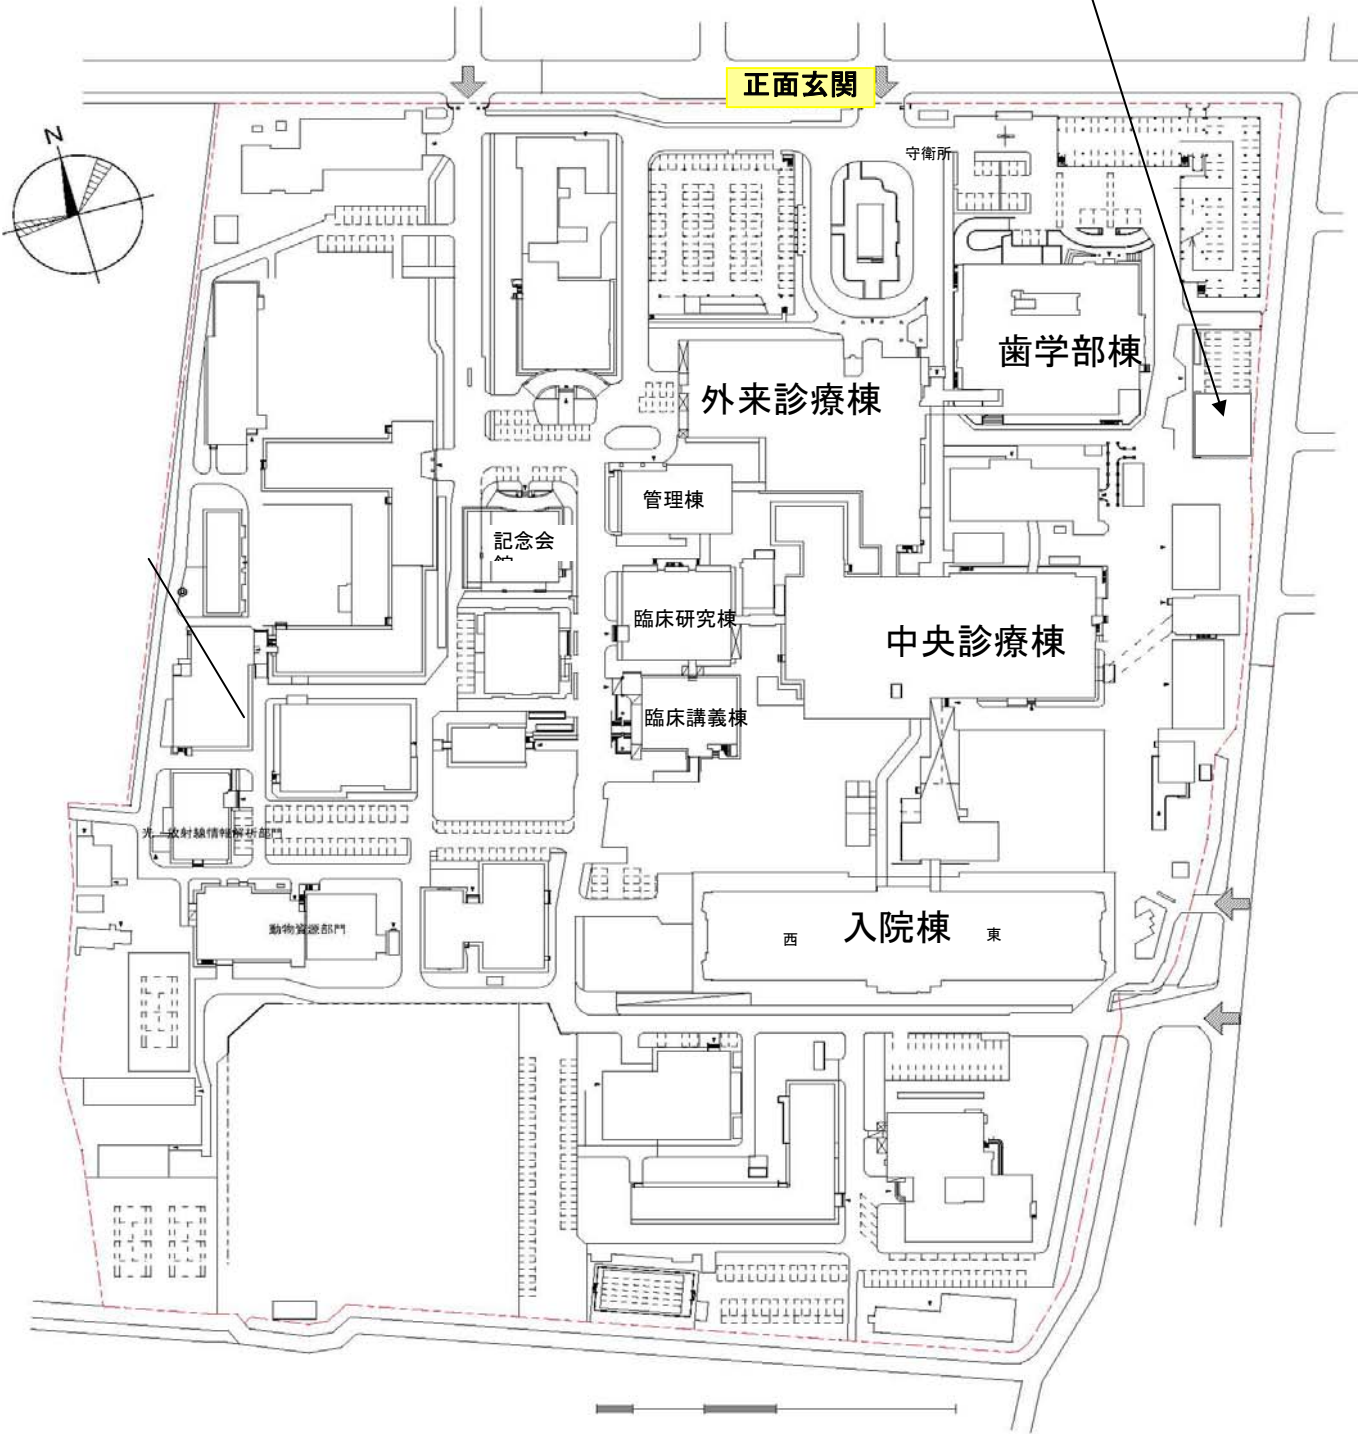 正面玄関
N
守衛所
歯学部棟
外来診療棟
管理棟
記念会
臨床研究棟
中央診療棟
臨床講義棟
光・放射線情報解析部門
動物資源部門
西
入院棟
東